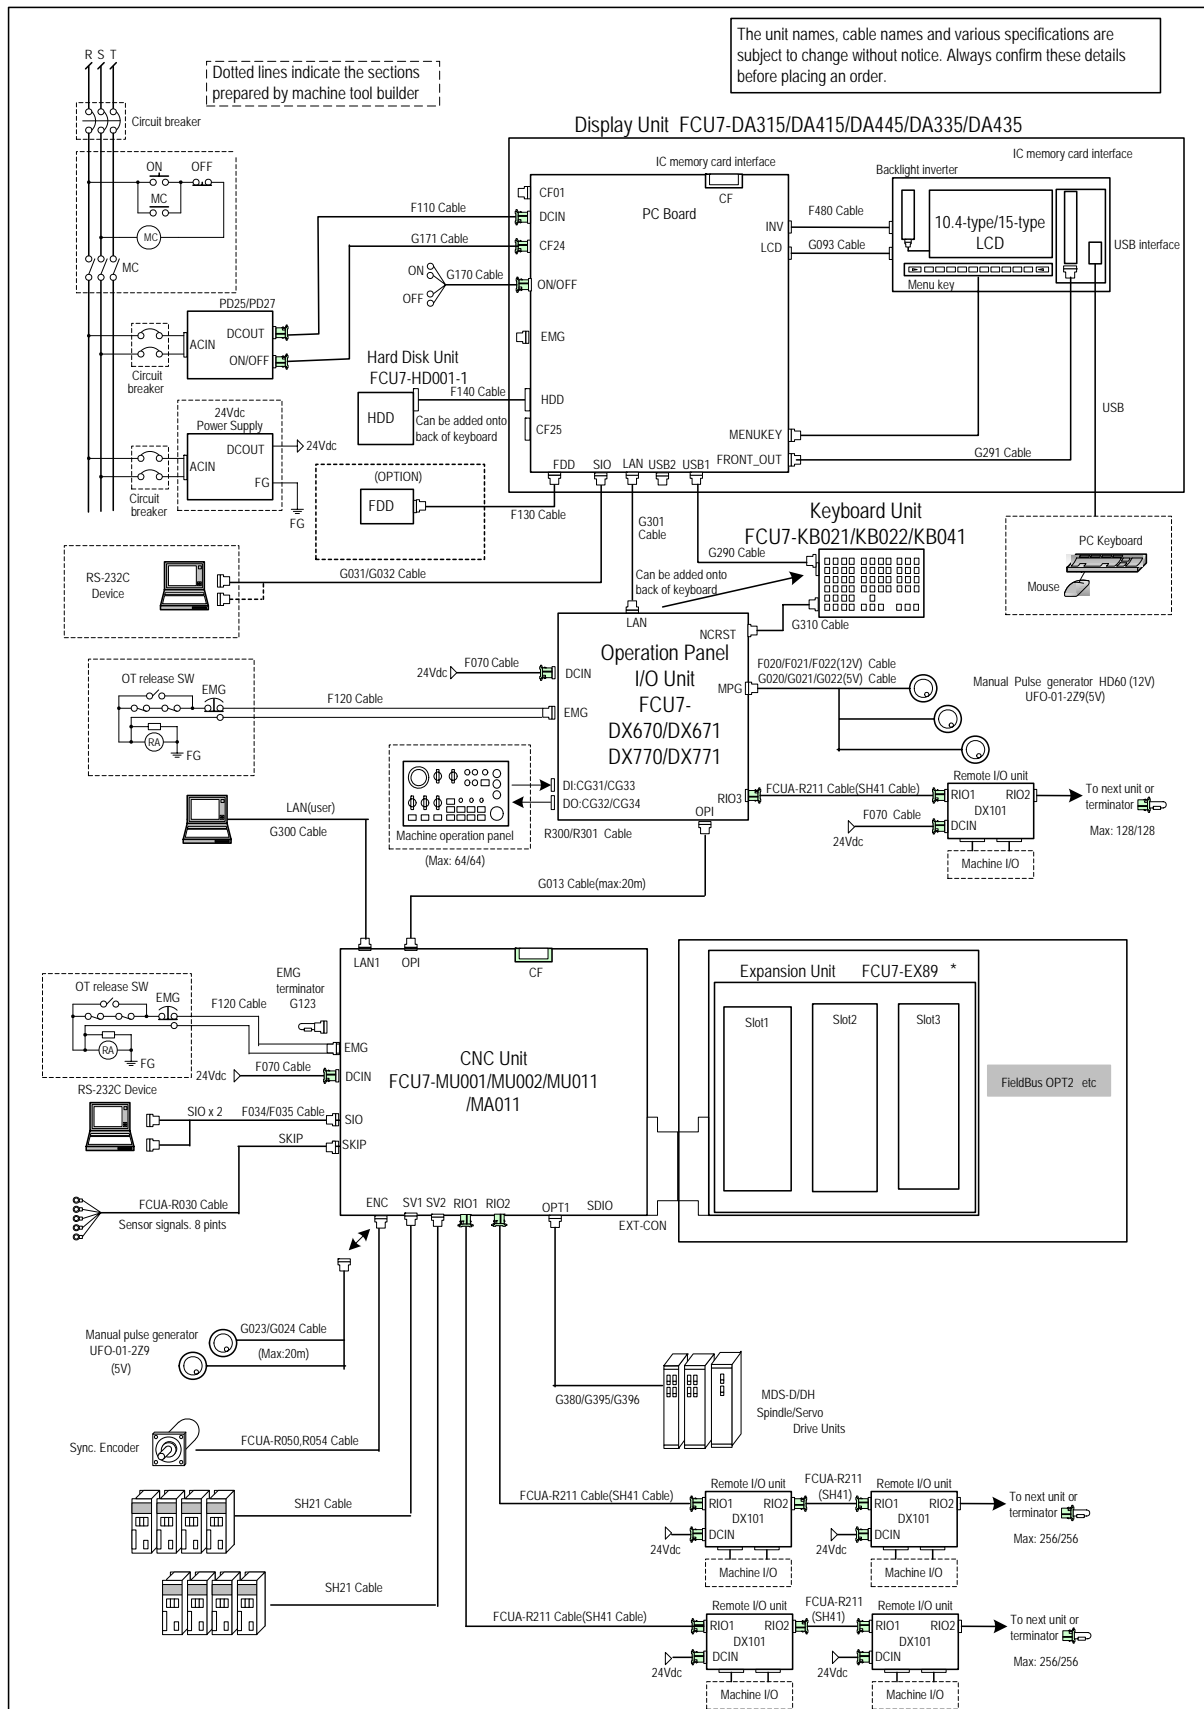 The unit names, cable names and various specifications are
subject to change without notice. Always confirm these details
before placing an order.
R S T
Dotted lines indicate the sections
prepared by machine tool builder
Circuit breaker
Display Unit FCU7-DA315/DA415/DA445/DA335/DA435
ON
OFF
MC
MC
MC
IC memory card interface
CF
PC Board
CF01
DCIN
CF24
ON/OFF
EMG
HDD
CF25
INV
LCD
MENUKEY
FRONT_OUT
FDD
SIO
LAN
USB2
USB1
IC memory card interface
Backlight inverter
F480 Cable
G093 Cable
10.4-type/15-type
LCD
USB interface
Menu key
F110 Cable
G171 Cable
ON
G170 Cable
OFF
PD25/PD27
DCOUT
ACIN
ON/OFF
Circuit
breaker
Hard Disk Unit
FCU7-HD001-1
F140 Cable
HDD
Can be added onto
back of keyboard
24Vdc
Power Supply
DCOUT
24Vdc
ACIN
FG
FG
Circuit
breaker
(OPTION)
FDD
F130 Cable
USB
G291 Cable
G301
Cable
Keyboard Unit
FCU7-KB021/KB022/KB041
G290 Cable
Can be added onto
back of keyboard
G310 Cable
PC Keyboard
Mouse
RS-232C
Device
G031/G032 Cable
LAN
NCRST
Operation Panel
I/O Unit
FCU7-
DX670/DX671
DX770/DX771
24Vdc
F070 Cable
DCIN
MPG
EMG
DI:CG31/CG33
DO:CG32/CG34
RIO3
OPI
F020/F021/F022(12V) Cable
G020/G021/G022(5V) Cable
Manual Pulse generator HD60 (12V)
UFO-01-2Z9(5V)
OT release SW
EMG
F120 Cable
RA
FG
Machine operation panel
(Max: 64/64)
R300/R301 Cable
Remote I/O unit
FCUA-R211 Cable(SH41 Cable)
RIO1
RIO2
DX101
DCIN
F070 Cable
24Vdc
Machine I/O
To next unit or
terminator
Max: 128/128
LAN(user)
G300 Cable
G013 Cable(max:20m)
LAN1
OPI
CF
EMG
terminator
G123
OT release SW
EMG
F120 Cable
RA
FG
EMG
F070 Cable
24Vdc
DCIN
CNC Unit
FCU7-MU001/MU002/MU011
/MA011
RS-232C Device
SIO x 2
F034/F035 Cable
SIO
SKIP
SKIP
FCUA-R030 Cable
Sensor signals. 8 pints
ENC
SV1
SV2
RIO1
RIO2
OPT1
SDIO
EXT-CON
Expansion Unit FCU7-EX89 *
Slot1
Slot2
Slot3
FieldBus OPT2 etc
Manual pulse generator
UFO-01-2Z9
(5V)
G023/G024 Cable
(Max:20m)
G380/G395/G396
MDS-D/DH
Spindle/Servo
Drive Units
Sync. Encoder
FCUA-R050,R054 Cable
SH21 Cable
SH21 Cable
FCUA-R211 Cable(SH41 Cable)
Remote I/O unit
RIO1
RIO2
DX101
DCIN
24Vdc
Machine I/O
FCUA-R211
(SH41)
Remote I/O unit
RIO1
RIO2
DX101
DCIN
24Vdc
Machine I/O
To next unit or
terminator
Max: 256/256
FCUA-R211 Cable(SH41 Cable)
Remote I/O unit
RIO1
RIO2
DX101
DCIN
24Vdc
Machine I/O
FCUA-R211
(SH41)
Remote I/O unit
RIO1
RIO2
DX101
DCIN
24Vdc
Machine I/O
To next unit or
terminator
Max: 256/256